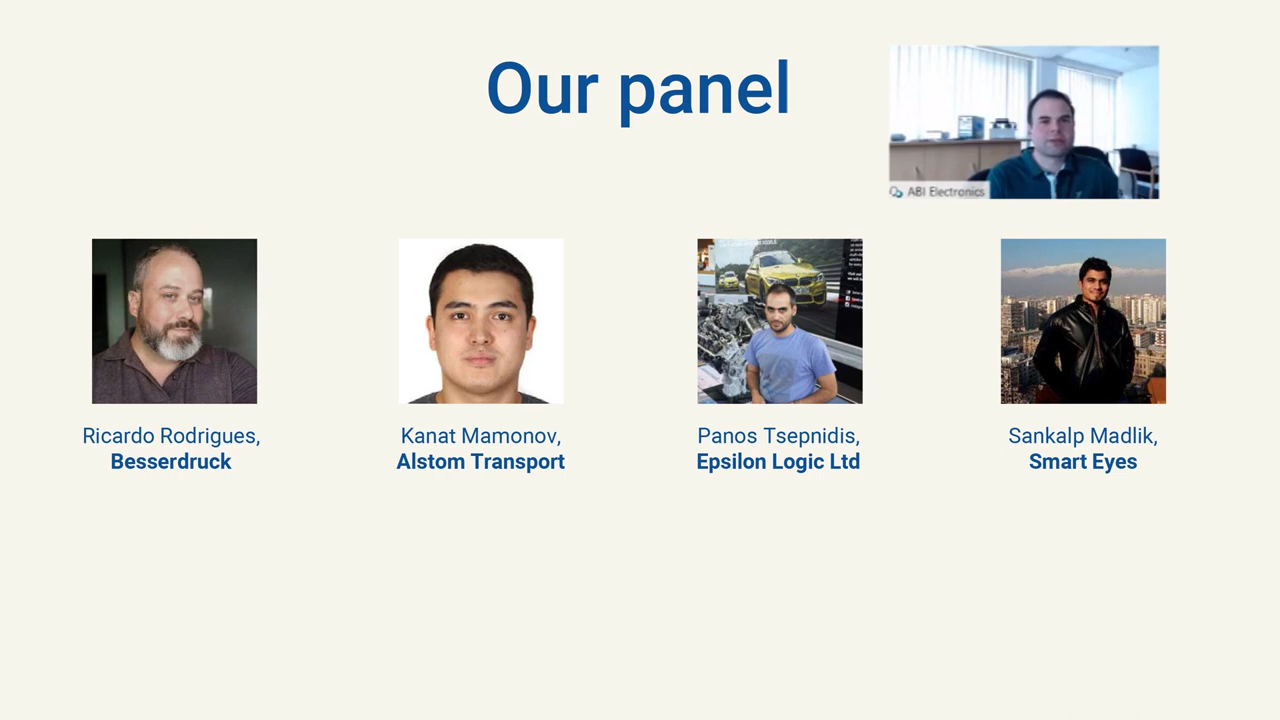 Our panel
ABI Electronics
Ricardo Rodrigues,
Besserdruck
Kanat Mamonov,
Alstom Transport
Panos Tsepnidis,
Epsilon Logic Ltd
Sankalp Madlik,
Smart Eyes